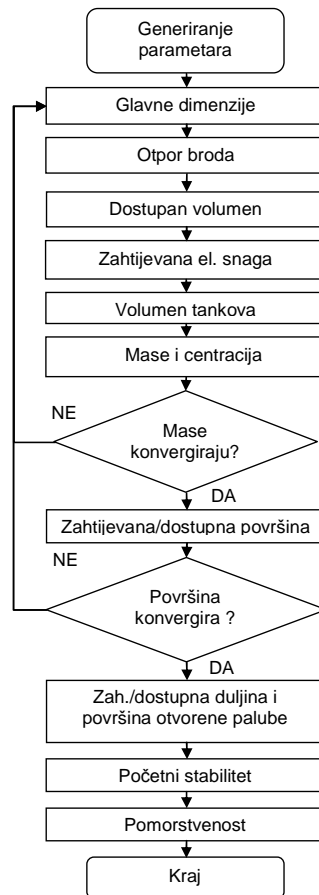 Generiranje
parametara
Glavne dimenzije
Otpor broda
Dostupan volumen
Zahtijevana el. snaga
Volumen tankova
Mase i centracija
NE
Mase
konvergiraju?
DA
Zahtijevana/dostupna površina
NE
Površina
konvergira ?
DA
Zah./dostupna duljina i
površina otvorene palube
Početni stabilitet
Pomorstvenost
Kraj